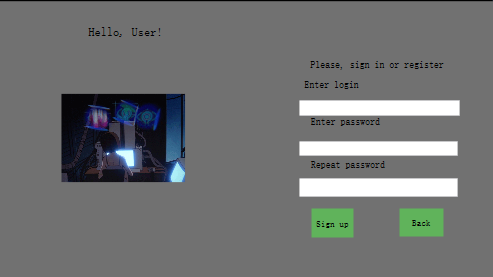 Hello, User!
Please, sign in or register
Enter login
Enter password
Repeat password
Sign up
Back